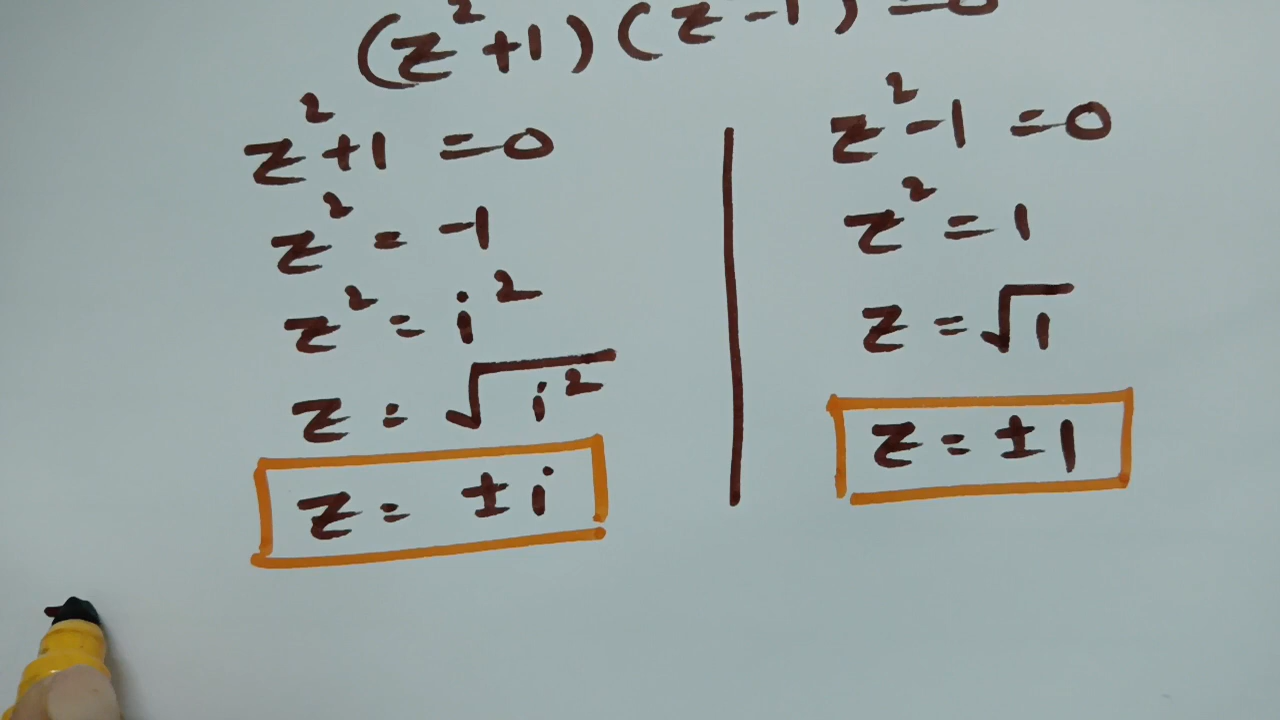 (z²+1)(z²-1)=0
z²+1=0
z²=-1
z²=i²
z=√i²
z=±i
z²-1=0
z²=1
z=√1
z=±1